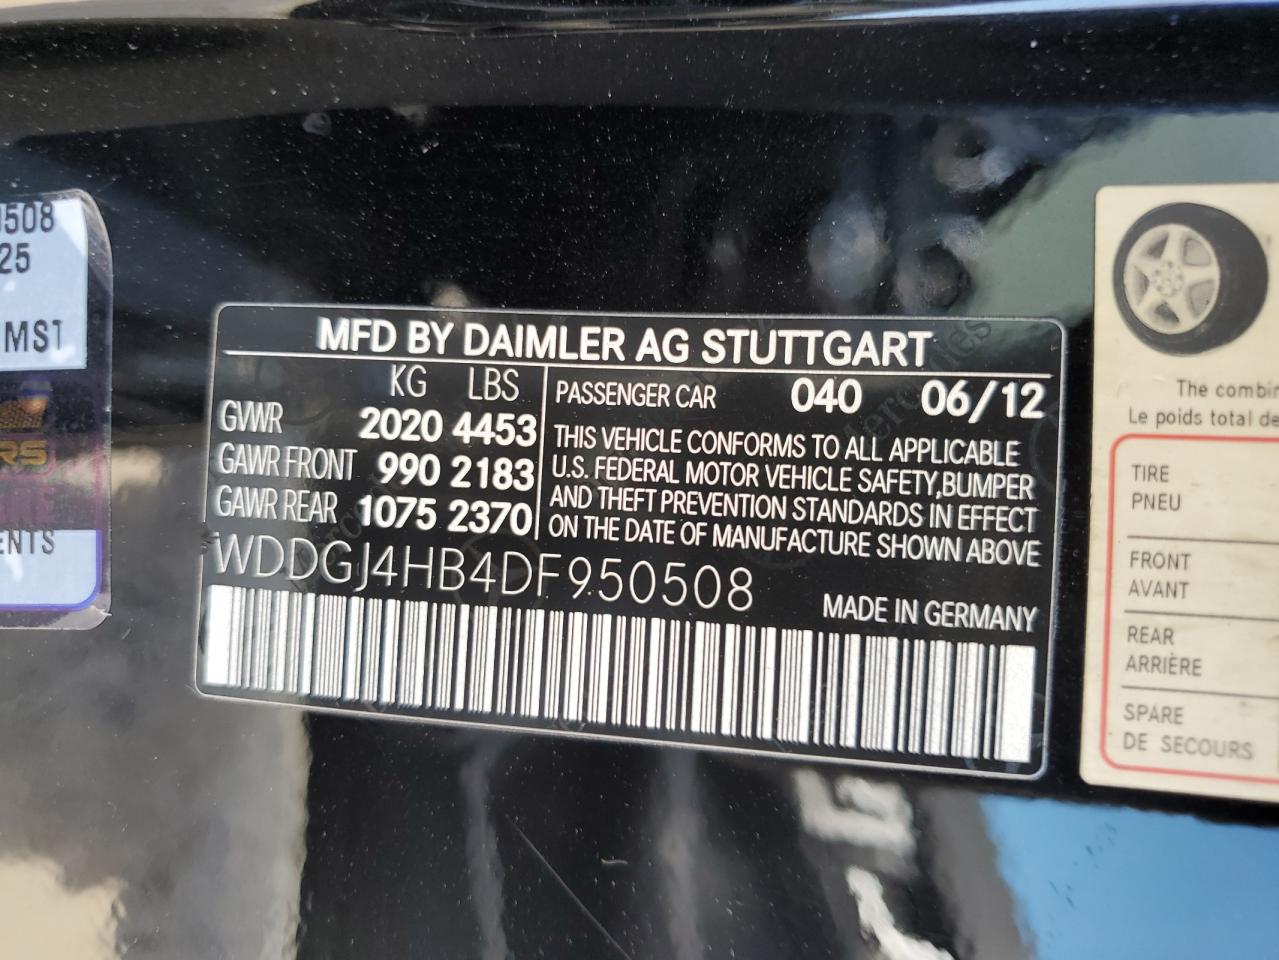 0508
25
MST
RS
RE
ENTS
MFD BY DAIMLER AG STUTTGART
KG LBS
GVWR 2020 4453
GAWR FRONT 990 2183
GAWR REAR 1075 2370
PASSENGER CAR 040 06/12
THIS VEHICLE CONFORMS TO ALL APPLICABLE
U.S. FEDERAL MOTOR VEHICLE SAFETY,BUMPER
AND THEFT PREVENTION STANDARDS IN EFFECT
ON THE DATE OF MANUFACTURE SHOWN ABOVE
WDDGJ4HB4DF950508
MADE IN GERMANY
The combin
Le poids total de
TIRE
PNEU
FRONT
AVANT
REAR
ARRIÈRE
SPARE
DE SECOURS